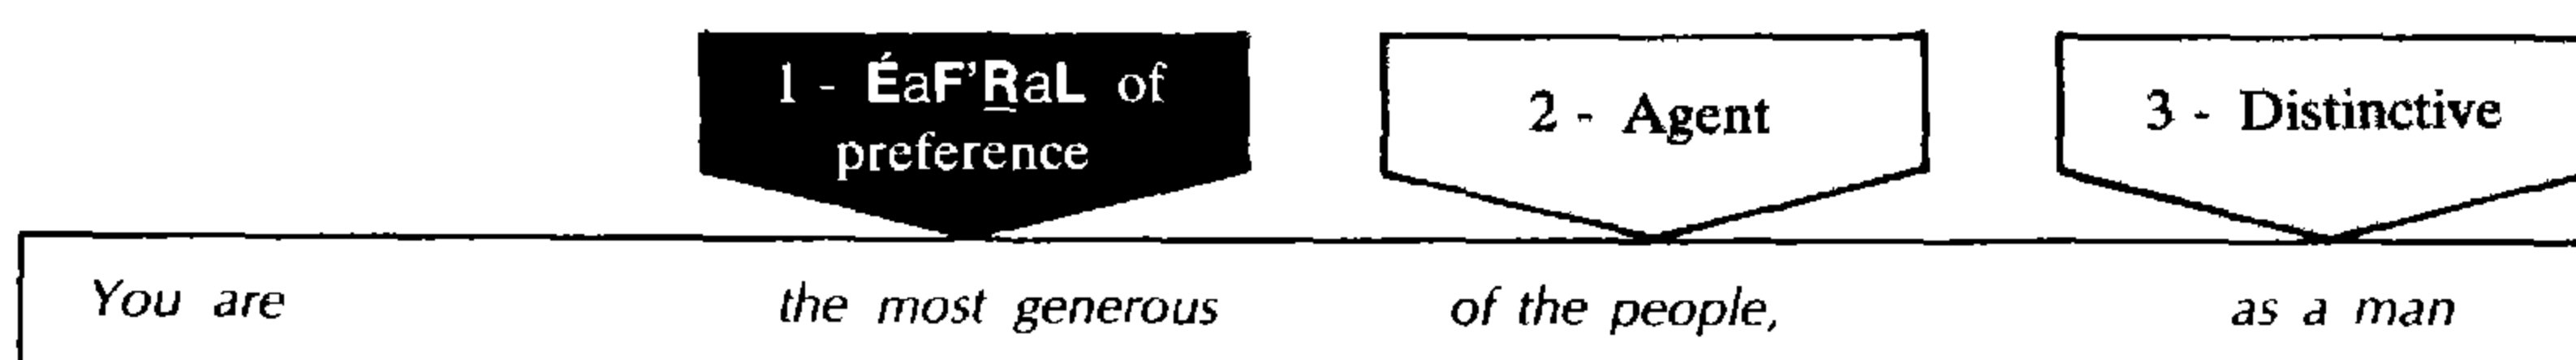 1 - ÉaF'RaL of
preference
2 - Agent
3 - Distinctive
You are the most generous of the people, as a man